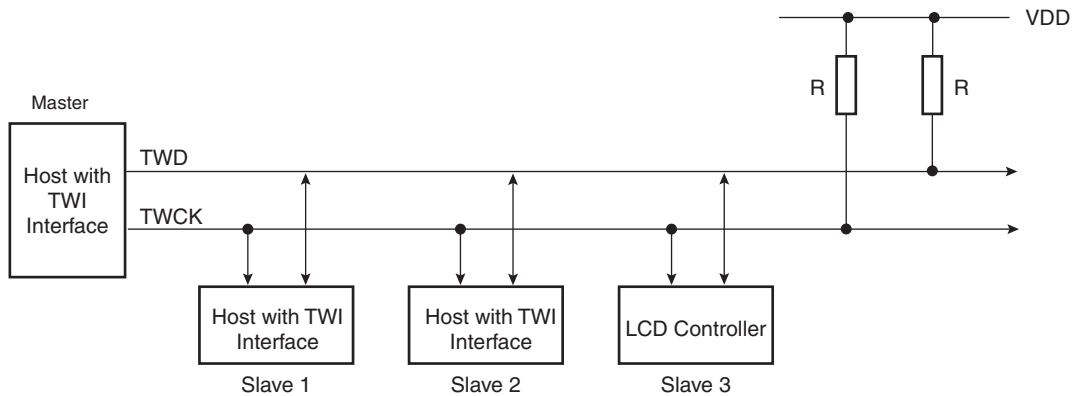 VDD
R
R
Master
Host with
TWI
Interface
TWD
TWCK
Host with TWI
Interface
Slave 1
Host with TWI
Interface
Slave 2
LCD Controller
Slave 3